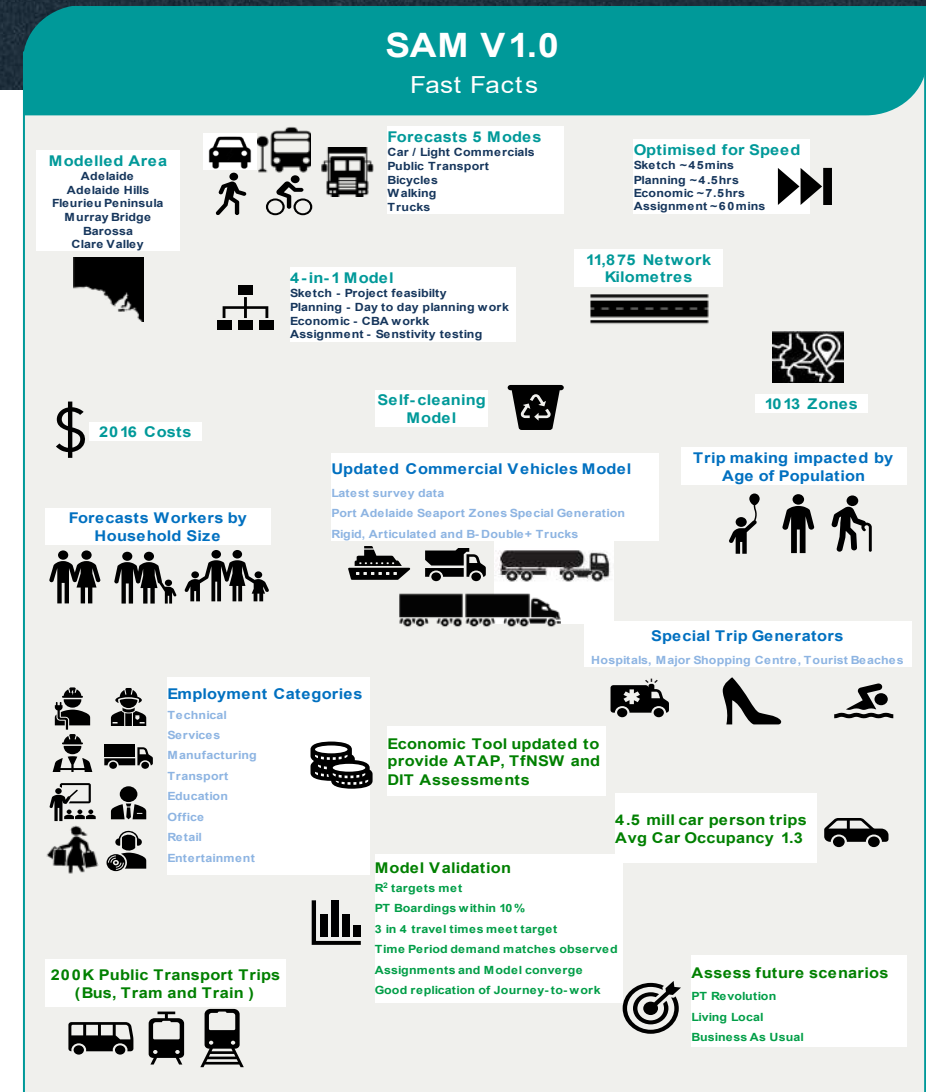 SAM V1.0
Fast Facts
Modelled Area
Adelaide
Adelaide Hills
Fleurieu Peninsula
Murray Bridge
Barossa
Clare Valley
Forecasts 5 Modes
Car / Light Commercials
Public Transport
Bicycles
Walking
Trucks
Optimised for Speed
Sketch ~45mins
Planning ~4.5hrs
Economic ~7.5hrs
Assignment ~60mins
4-in-1 Model
Sketch - Project feasibilty
Planning - Day to day planning work
Economic - CBA workk
Assignment - Senstivity testing
11,875 Network
Kilometres
1013 Zones
Self-cleaning
Model
$ 2016 Costs
Updated Commercial Vehicles Model
Latest survey data
Port Adelaide Seaport Zones Special Generation
Rigid, Articulated and B-Double+ Trucks
Trip making impacted by
Age of Population
Forecasts Workers by
Household Size
Special Trip Generators
Hospitals, Major Shopping Centre, Tourist Beaches
Employment Categories
Technical
Services
Manufacturing
Transport
Education
Office
Retail
Entertainment
Economic Tool updated to
provide ATAP, TfNSW and
DIT Assessments
4.5 mill car person trips
Avg Car Occupancy 1.3
Model Validation
R² targets met
PT Boardings within 10%
3 in 4 travel times meet target
Time Period demand matches observed
Assignments and Model converge
Good replication of Journey-to-work
200K Public Transport Trips
(Bus, Tram and Train )
Assess future scenarios
PT Revolution
Living Local
Business As Usual